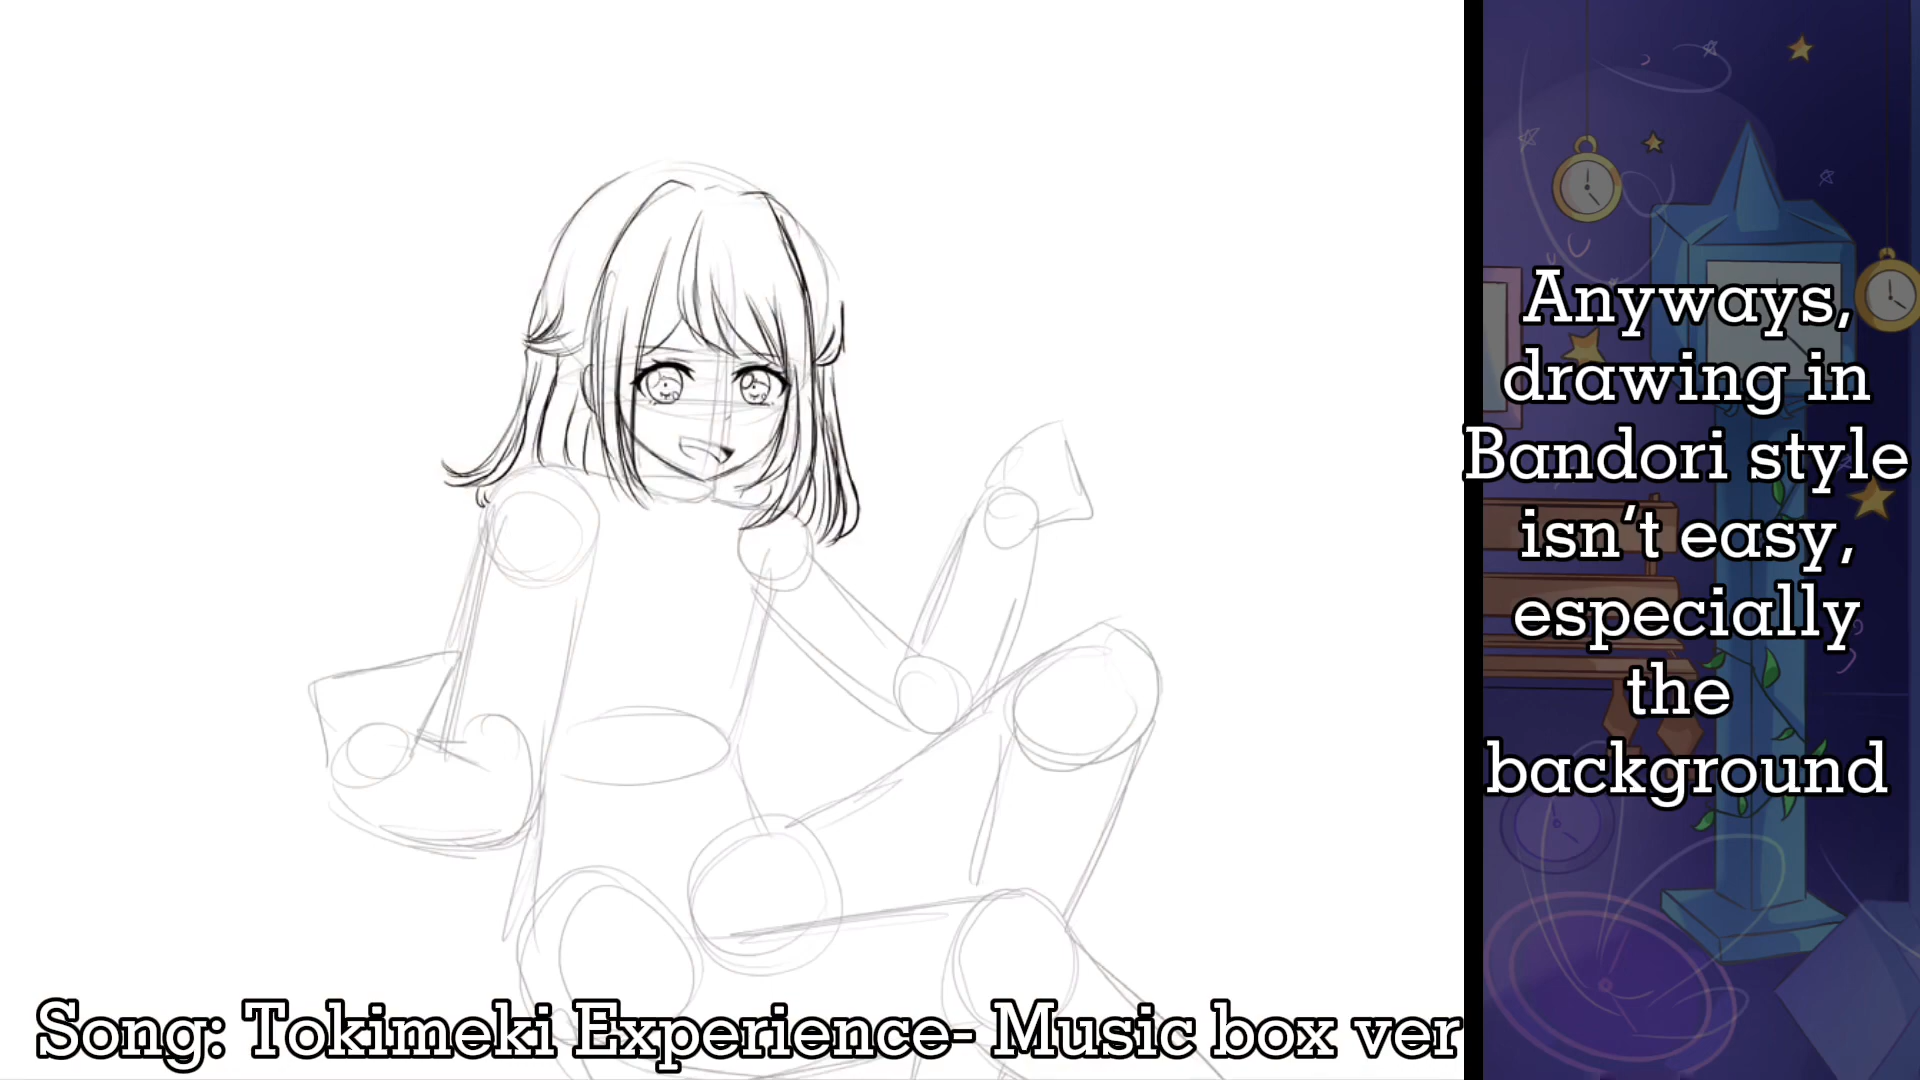 Anyways,
drawing in
Bandori style
isn't easy,
especially
the
background
Song: Tokimeki Experience- Music box ver